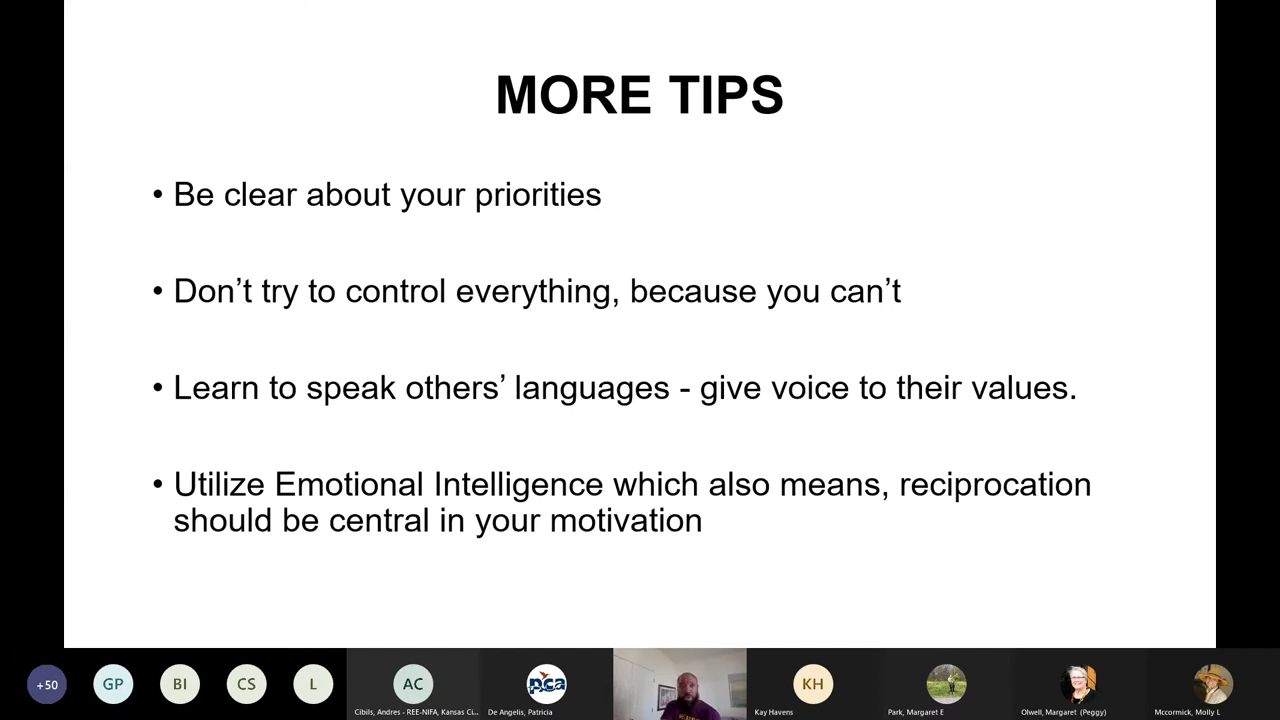 MORE TIPS
• Be clear about your priorities
• Don’t try to control everything, because you can’t
• Learn to speak others’ languages - give voice to their values.
• Utilize Emotional Intelligence which also means, reciprocation
should be central in your motivation
+50
GP
BI
CS
L
AC
pca
KH
Cibils, Andres - REE-NIFA, Kansas Ci...
De Angelis, Patricia
Kay Havens
Park, Margaret E
Olwell, Margaret (Peggy)
Mccormick, Molly L